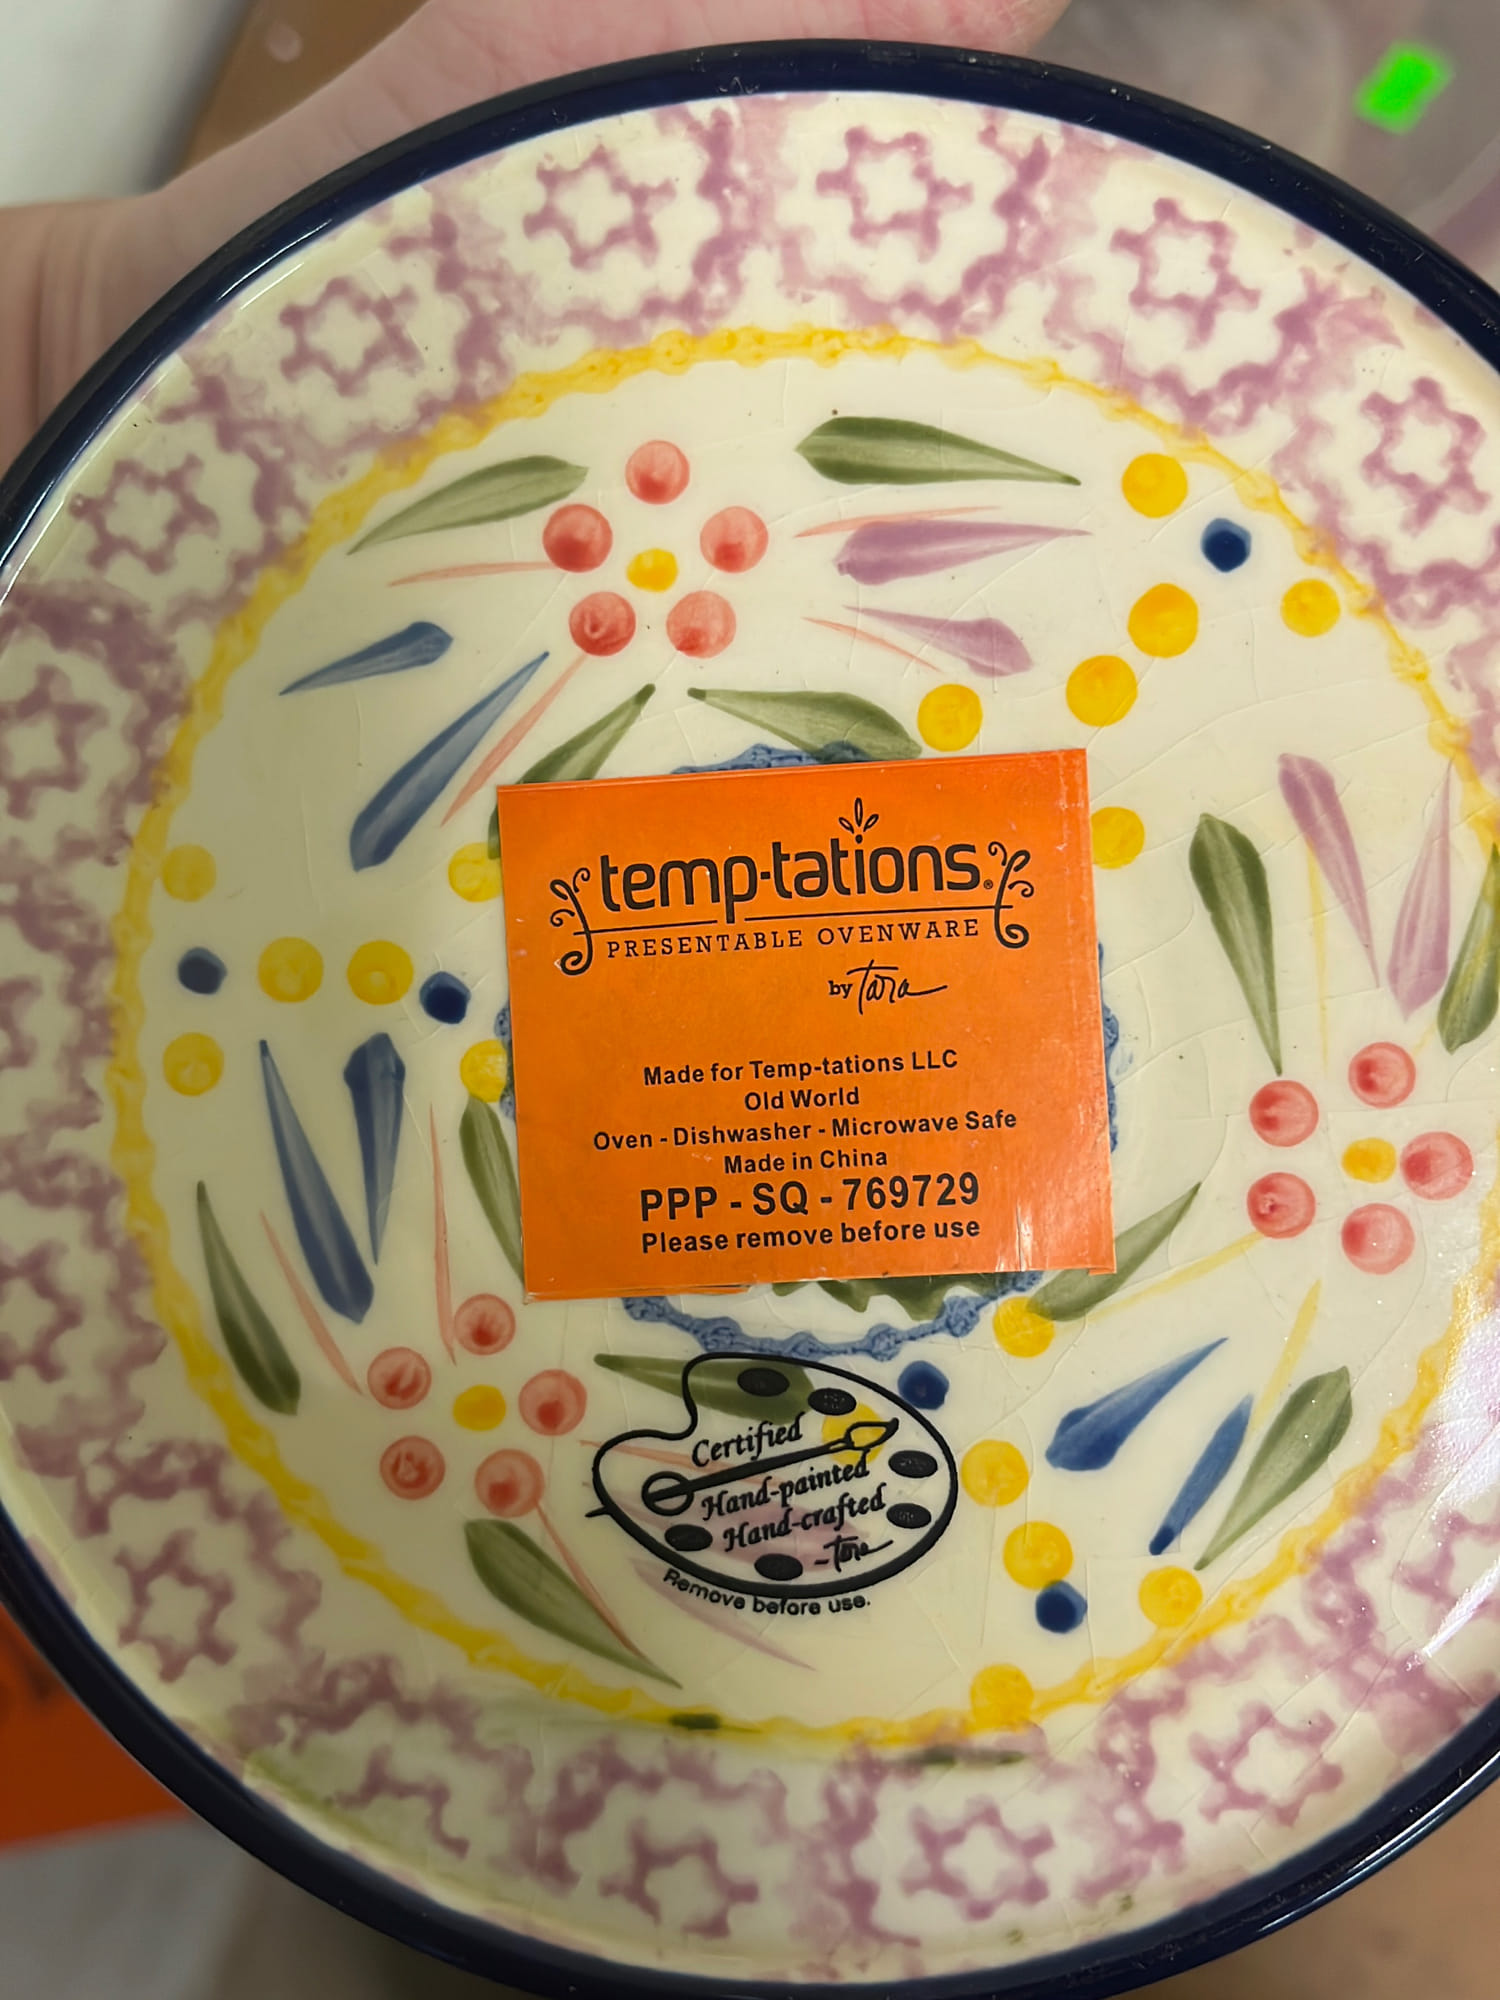 temp-tations®
PRESENTABLE OVENWARE
by Tara
Made for Temp-tations LLC
Old World
Oven - Dishwasher - Microwave Safe
Made in China
PPP - SQ - 769729
Please remove before use
Certified
Hand-painted
Hand-crafted
-Tara
Remove before use.